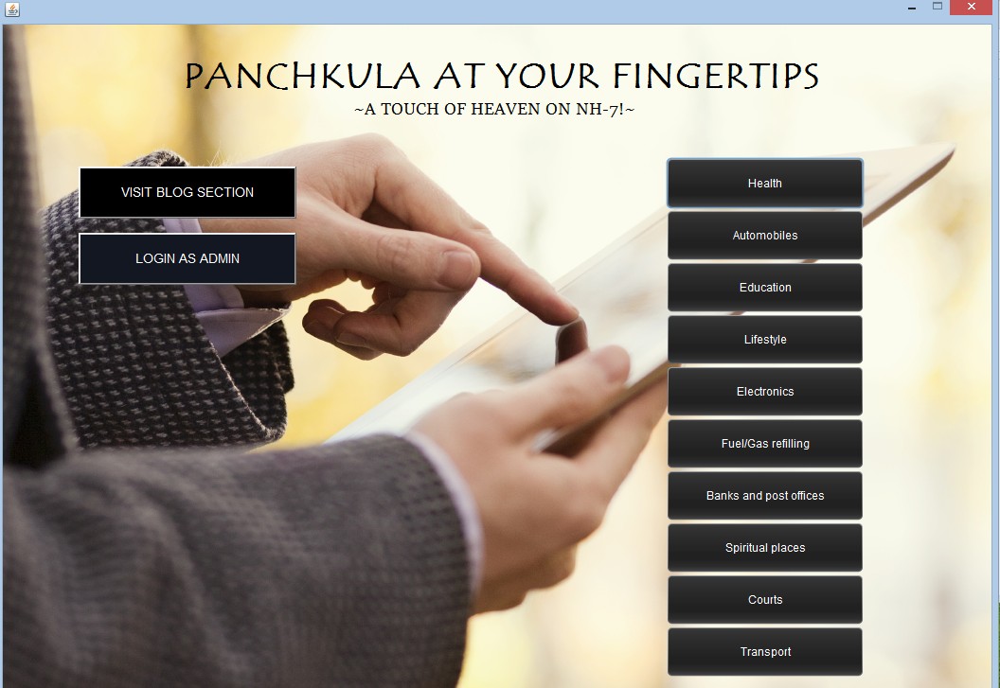 PANCHKULA AT YOUR FINGERTIPS
~A TOUCH OF HEAVEN ON NH-7!~
VISIT BLOG SECTION
LOGIN AS ADMIN
Health
Automobiles
Education
Lifestyle
Electronics
Fuel/Gas refilling
Banks and post offices
Spiritual places
Courts
Transport